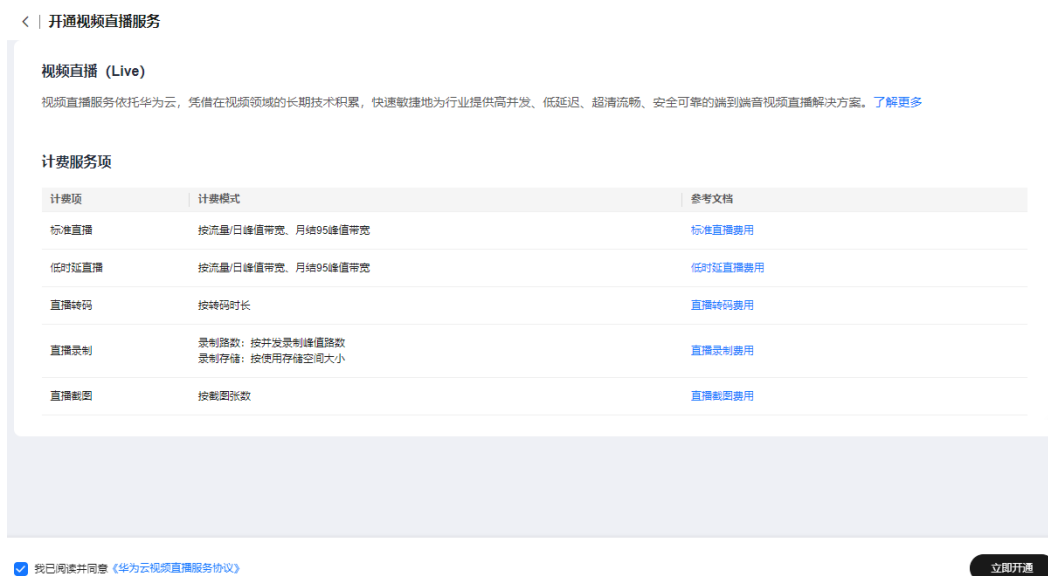 开通视频直播服务
视频直播（Live）
视频直播服务依托华为云，凭借在视频领域的长期技术积累，快速敏捷地为行业提供高并发、低延迟、超清流畅、安全可靠的端到端音视频直播解决方案。了解更多
计费服务项
计费项 计费模式 参考文档
标准直播 按流量/日峰值带宽、月结95峰值带宽 标准直播费用
低时延直播 按流量/日峰值带宽、月结95峰值带宽 低时延直播费用
直播转码 按转码时长 直播转码费用
直播录制 录制路数：按并发录制峰值路数 直播录制费用
录制存储：按使用存储空间大小
直播截图 按截图张数 直播截图费用
我已阅读并同意《华为云视频直播服务协议》 立即开通